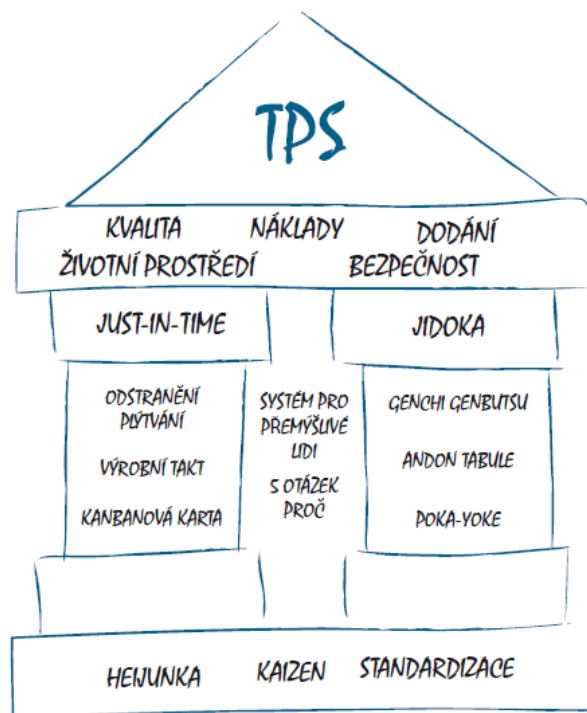 TPS
KVALITA NÁKLADY DODÁNÍ
ŽIVOTNÍ PROSTŘEDÍ BEZPEČNOST
JUST-IN-TIME
JIDOKA
ODSTRANĚNÍ
PLÝTVÁNÍ
VÝROBNÍ TAKT
KANBANOVÁ KARTA
SYSTÉM PRO
PŘEMÝŠLIVÉ
LIDI
5 OTÁZEK
PROČ
GENCHI GENBUTSU
ANDON TABULE
POKA-YOKE
HEIJUNKA KAIZEN STANDARDIZACE